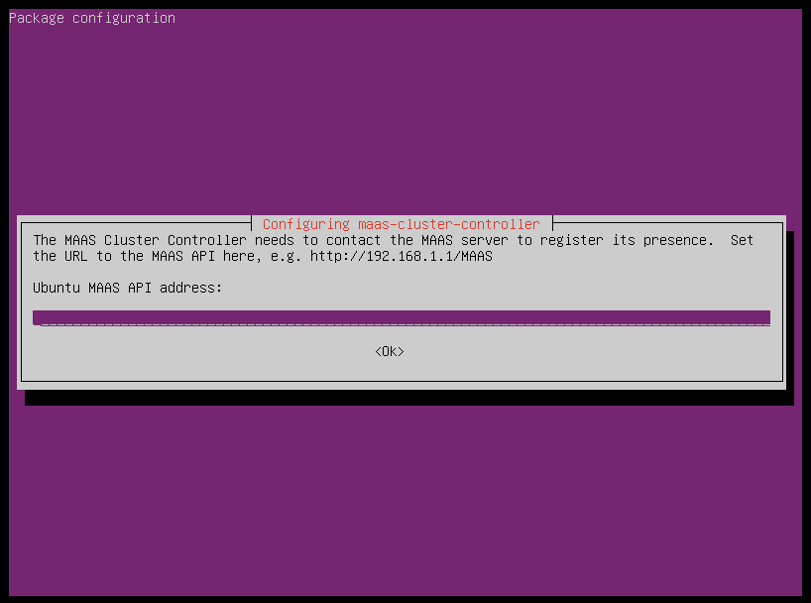 Package configuration
Configuring maas-cluster-controller
The MAAS Cluster Controller needs to contact the MAAS server to register its presence.  Set
the URL to the MAAS API here, e.g. http://192.168.1.1/MAAS
Ubuntu MAAS API address:
<Ok>